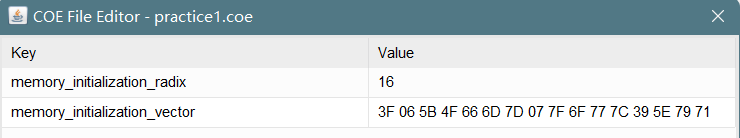 COE File Editor - practice1.coe
Key Value
memory_initialization_radix 16
memory_initialization_vector 3F 06 5B 4F 66 6D 7D 07 7F 6F 77 7C 39 5E 79 71